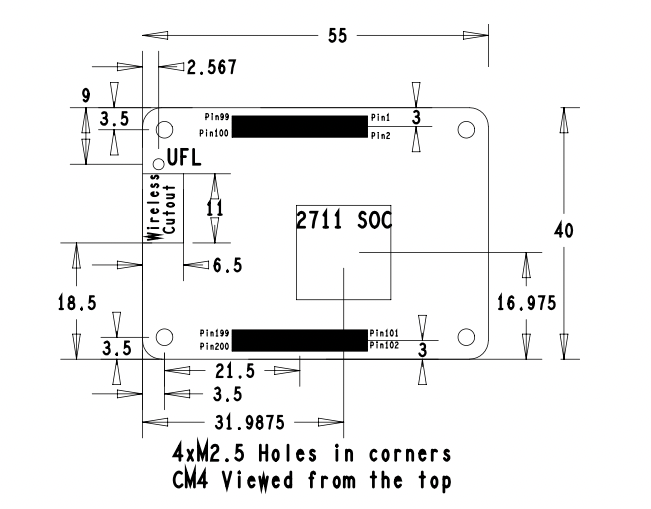 55
2.567
9
3.5
Pin99
Pin1
3
Pin100
Pin2
UFL
Wireless
Cutout
11
2711 SOC
40
6.5
18.5
16.975
Pin199
Pin101
3.5
Pin200
Pin102
3
21.5
3.5
31.9875
4xM2.5 Holes in corners
CM4 Viewed from the top